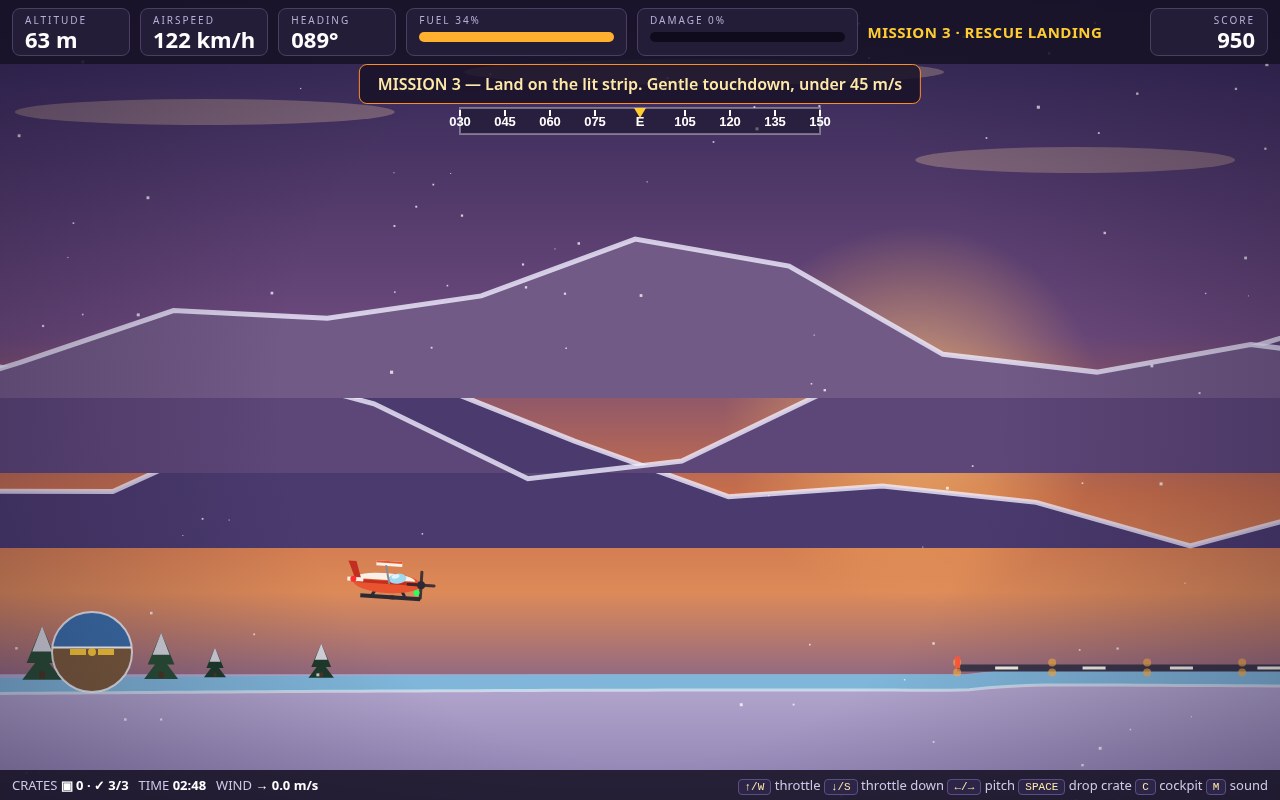 ALTITUDE
63 m
AIRSPEED
122 km/h
HEADING
089°
FUEL 34%
DAMAGE 0%
MISSION 3 · RESCUE LANDING
SCORE
950
MISSION 3 — Land on the lit strip. Gentle touchdown, under 45 m/s
030 045 060 075 E 105 120 135 150
CRATES ▣ 0 · ✓ 3/3 TIME 02:48 WIND → 0.0 m/s
↑/W throttle ↓/S throttle down ←/→ pitch SPACE drop crate C cockpit M sound